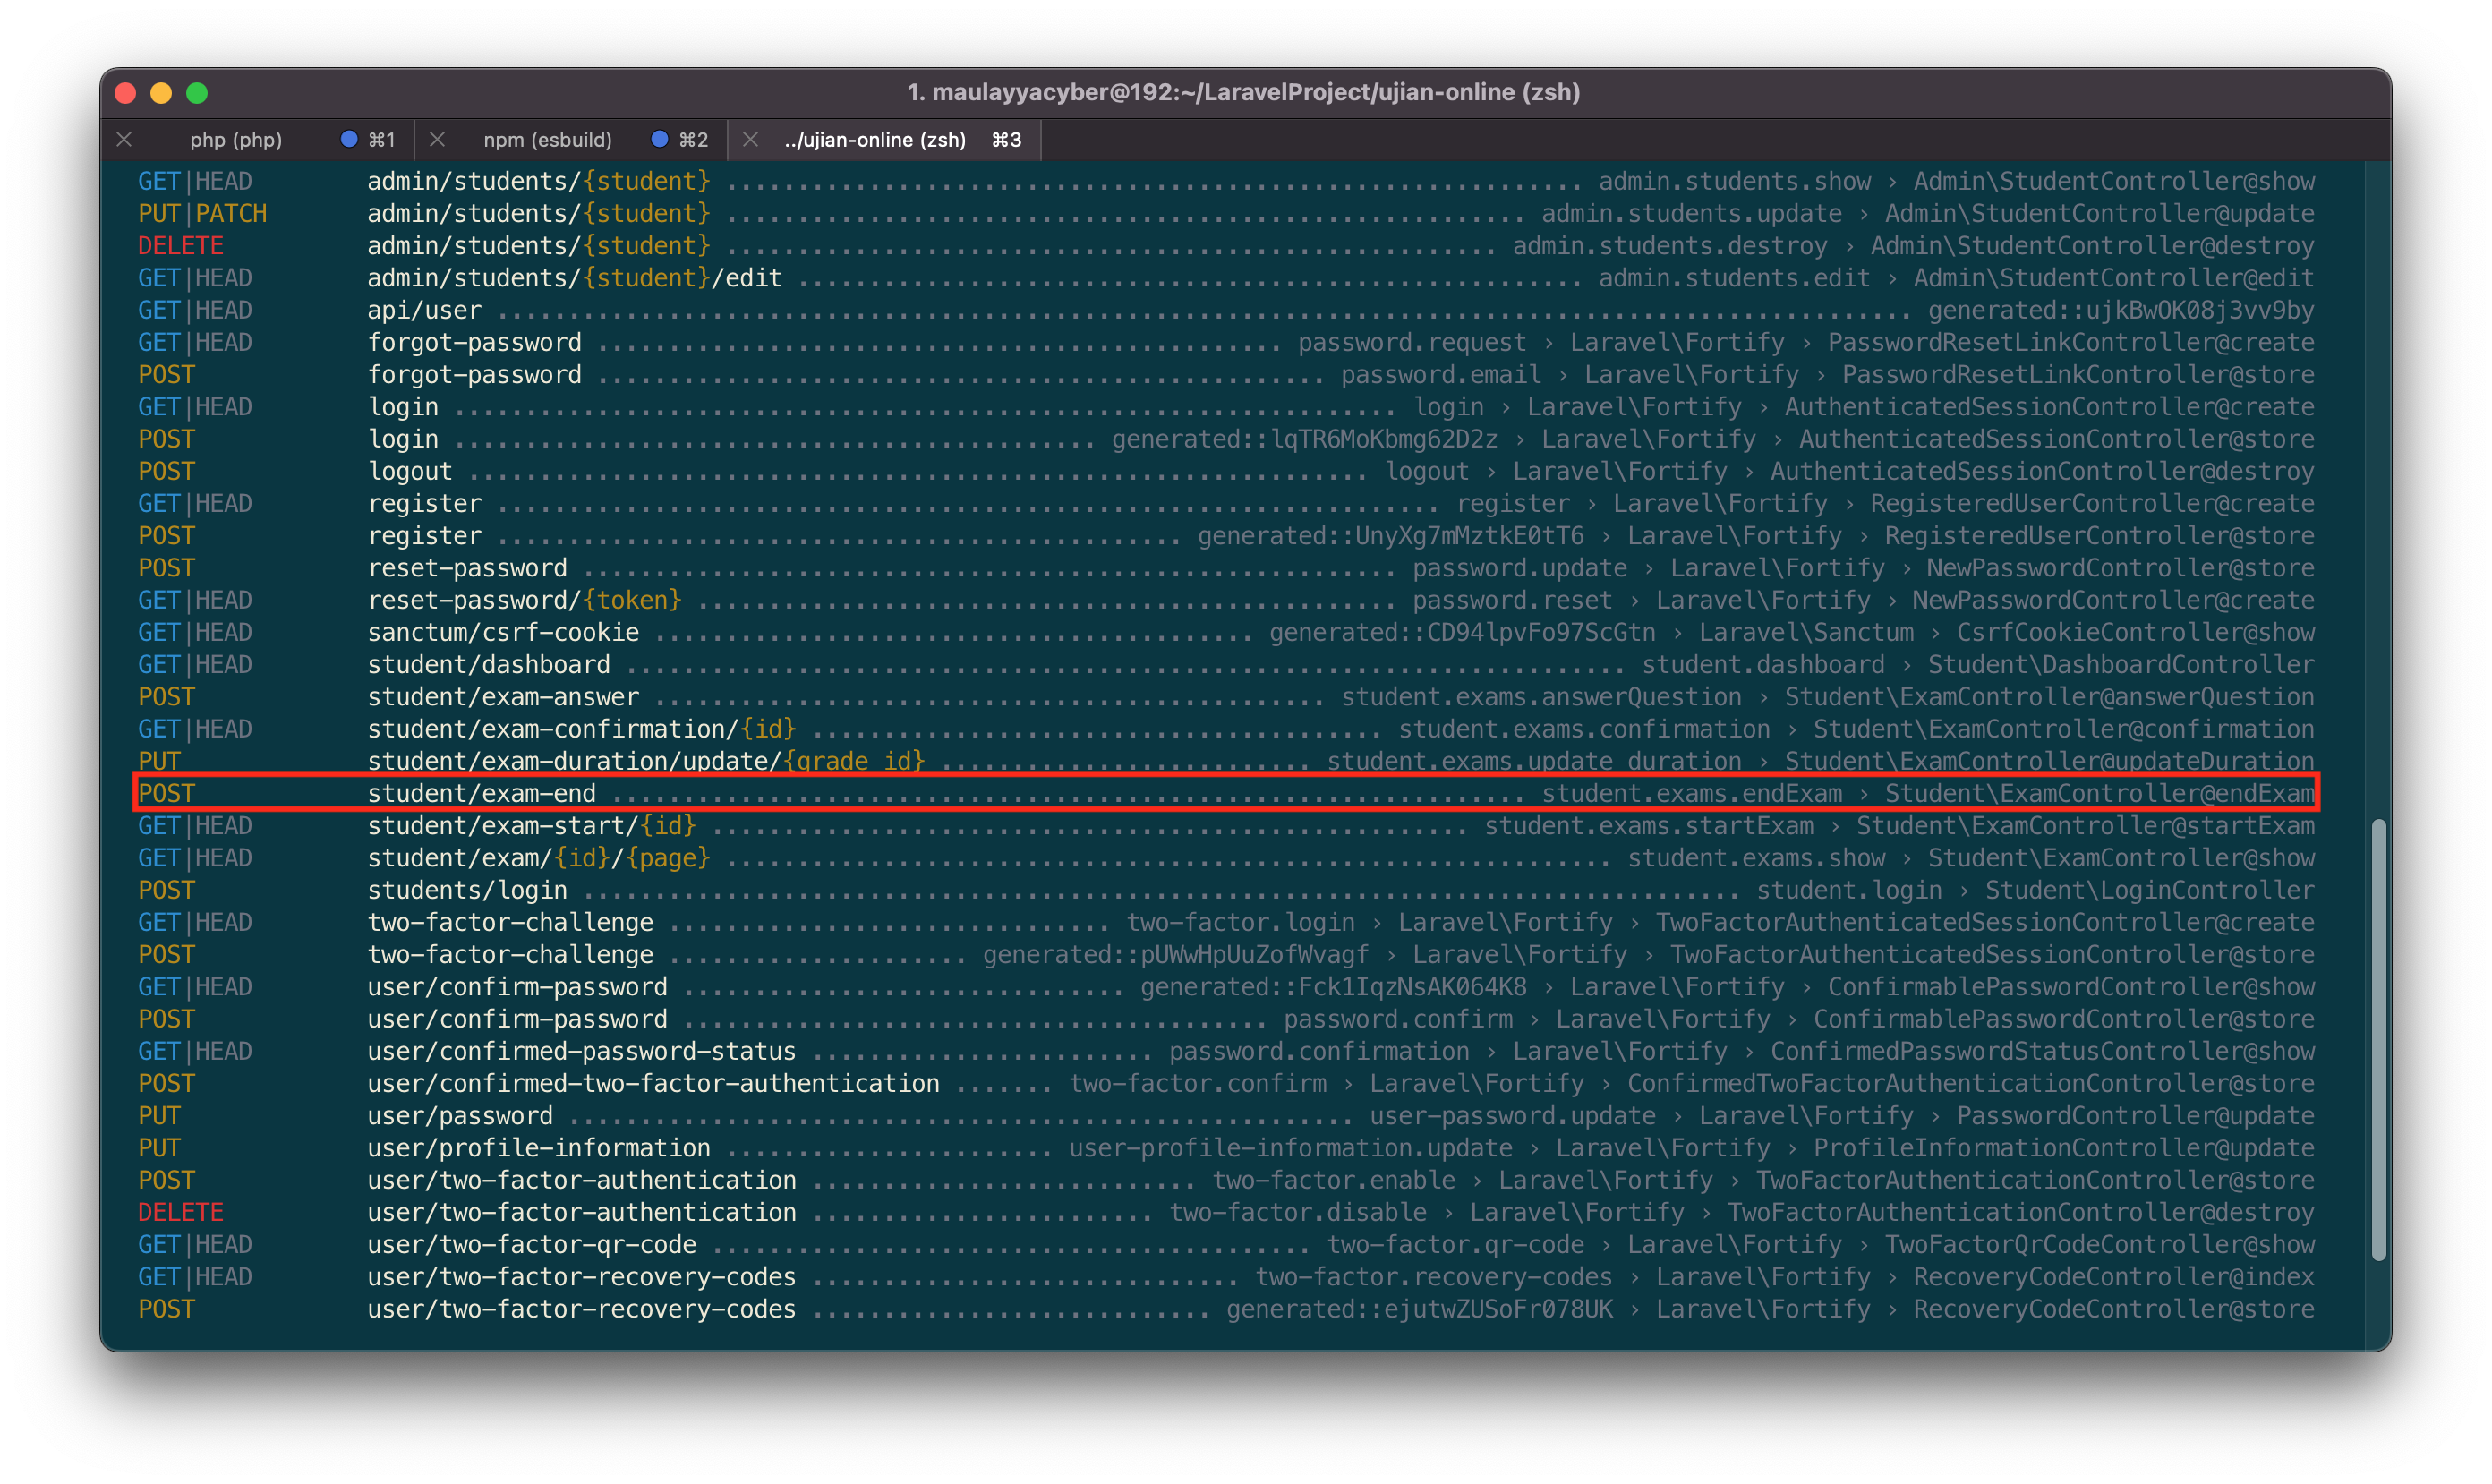 1. maulayyacyber@192:~/LaravelProject/ujian-online (zsh)
php (php) ⌘1 npm (esbuild) ⌘2 ../ujian-online (zsh) ⌘3
GET|HEAD admin/students/{student} ............................................................ admin.students.show › Admin\StudentController@show
PUT|PATCH admin/students/{student} ........................................................ admin.students.update › Admin\StudentController@update
DELETE admin/students/{student} ...................................................... admin.students.destroy › Admin\StudentController@destroy
GET|HEAD admin/students/{student}/edit ....................................................... admin.students.edit › Admin\StudentController@edit
GET|HEAD api/user ................................................................................................... generated::ujkBwOK08j3vv9by
GET|HEAD forgot-password ................................................ password.request › Laravel\Fortify › PasswordResetLinkController@create
POST forgot-password ................................................... password.email › Laravel\Fortify › PasswordResetLinkController@store
GET|HEAD login .................................................................. login › Laravel\Fortify › AuthenticatedSessionController@create
POST login ............................................. generated::lqTR6MoKbmg62D2z › Laravel\Fortify › AuthenticatedSessionController@store
POST logout ............................................................... logout › Laravel\Fortify › AuthenticatedSessionController@destroy
GET|HEAD register .................................................................. register › Laravel\Fortify › RegisteredUserController@create
POST register ................................................ generated::UnyXg7mMztkE0tT6 › Laravel\Fortify › RegisteredUserController@store
POST reset-password ......................................................... password.update › Laravel\Fortify › NewPasswordController@store
GET|HEAD reset-password/{token} ................................................. password.reset › Laravel\Fortify › NewPasswordController@create
GET|HEAD sanctum/csrf-cookie .......................................... generated::CD94lpvFo97ScGtn › Laravel\Sanctum › CsrfCookieController@show
GET|HEAD student/dashboard ...................................................................... student.dashboard › Student\DashboardController
POST student/exam-answer ............................................... student.exams.answerQuestion › Student\ExamController@answerQuestion
GET|HEAD student/exam-confirmation/{id} ........................................ student.exams.confirmation › Student\ExamController@confirmation
PUT student/exam-duration/update/{grade_id} .......................... student.exams.update_duration › Student\ExamController@updateDuration
POST student/exam-end ................................................................ student.exams.endExam › Student\ExamController@endExam
GET|HEAD student/exam-start/{id} ..................................................... student.exams.startExam › Student\ExamController@startExam
GET|HEAD student/exam/{id}/{page} .............................................................. student.exams.show › Student\ExamController@show
POST students/login ................................................................................. student.login › Student\LoginController
GET|HEAD two-factor-challenge ............................... two-factor.login › Laravel\Fortify › TwoFactorAuthenticatedSessionController@create
POST two-factor-challenge ..................... generated::pUWwHpUuZofWvagf › Laravel\Fortify › TwoFactorAuthenticatedSessionController@store
GET|HEAD user/confirm-password ............................... generated::Fck1IqzNsAK064K8 › Laravel\Fortify › ConfirmablePasswordController@show
POST user/confirm-password ......................................... password.confirm › Laravel\Fortify › ConfirmablePasswordController@store
GET|HEAD user/confirmed-password-status ........................ password.confirmation › Laravel\Fortify › ConfirmedPasswordStatusController@show
POST user/confirmed-two-factor-authentication ....... two-factor.confirm › Laravel\Fortify › ConfirmedTwoFactorAuthenticationController@store
PUT user/password ....................................................... user-password.update › Laravel\Fortify › PasswordController@update
PUT user/profile-information ....................... user-profile-information.update › Laravel\Fortify › ProfileInformationController@update
POST user/two-factor-authentication ........................... two-factor.enable › Laravel\Fortify › TwoFactorAuthenticationController@store
DELETE user/two-factor-authentication ........................ two-factor.disable › Laravel\Fortify › TwoFactorAuthenticationController@destroy
GET|HEAD user/two-factor-qr-code .......................................... two-factor.qr-code › Laravel\Fortify › TwoFactorQrCodeController@show
GET|HEAD user/two-factor-recovery-codes .............................. two-factor.recovery-codes › Laravel\Fortify › RecoveryCodeController@index
POST user/two-factor-recovery-codes ............................ generated::ejutwZUSoFr078UK › Laravel\Fortify › RecoveryCodeController@store